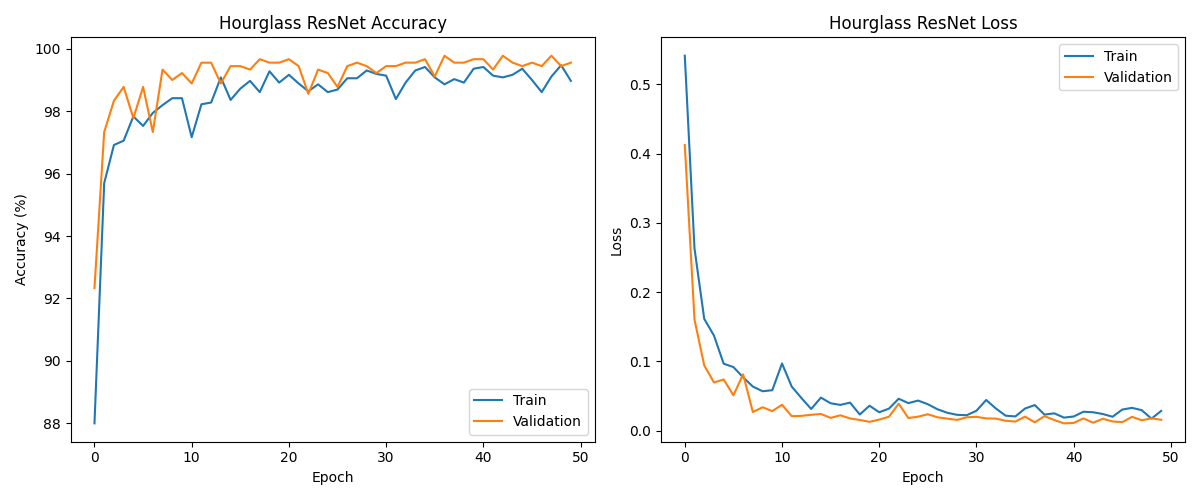 Hourglass ResNet Accuracy
100
98
96
94
92
90
88
Accuracy (%)
0
10
20
30
40
50
Epoch
Train
Validation
Hourglass ResNet Loss
0.5
0.4
0.3
0.2
0.1
0.0
Loss
0
10
20
30
40
50
Epoch
Train
Validation